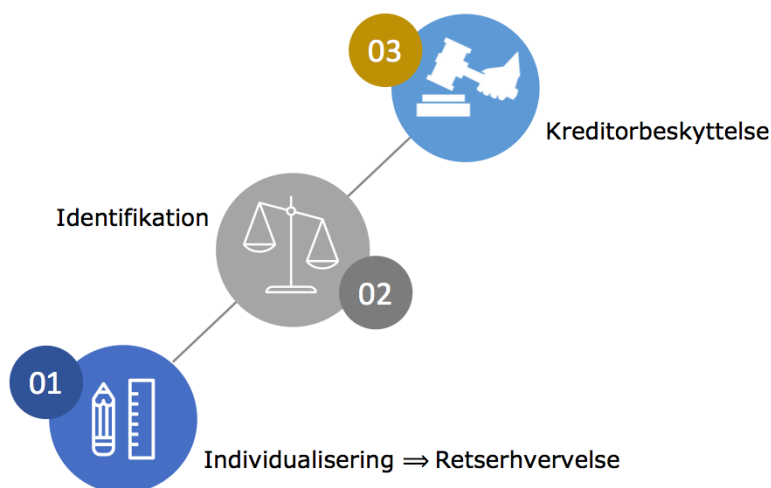 03
Kreditorbeskyttelse
Identifikation
02
01
Individualisering ⇒ Retserhvervelse